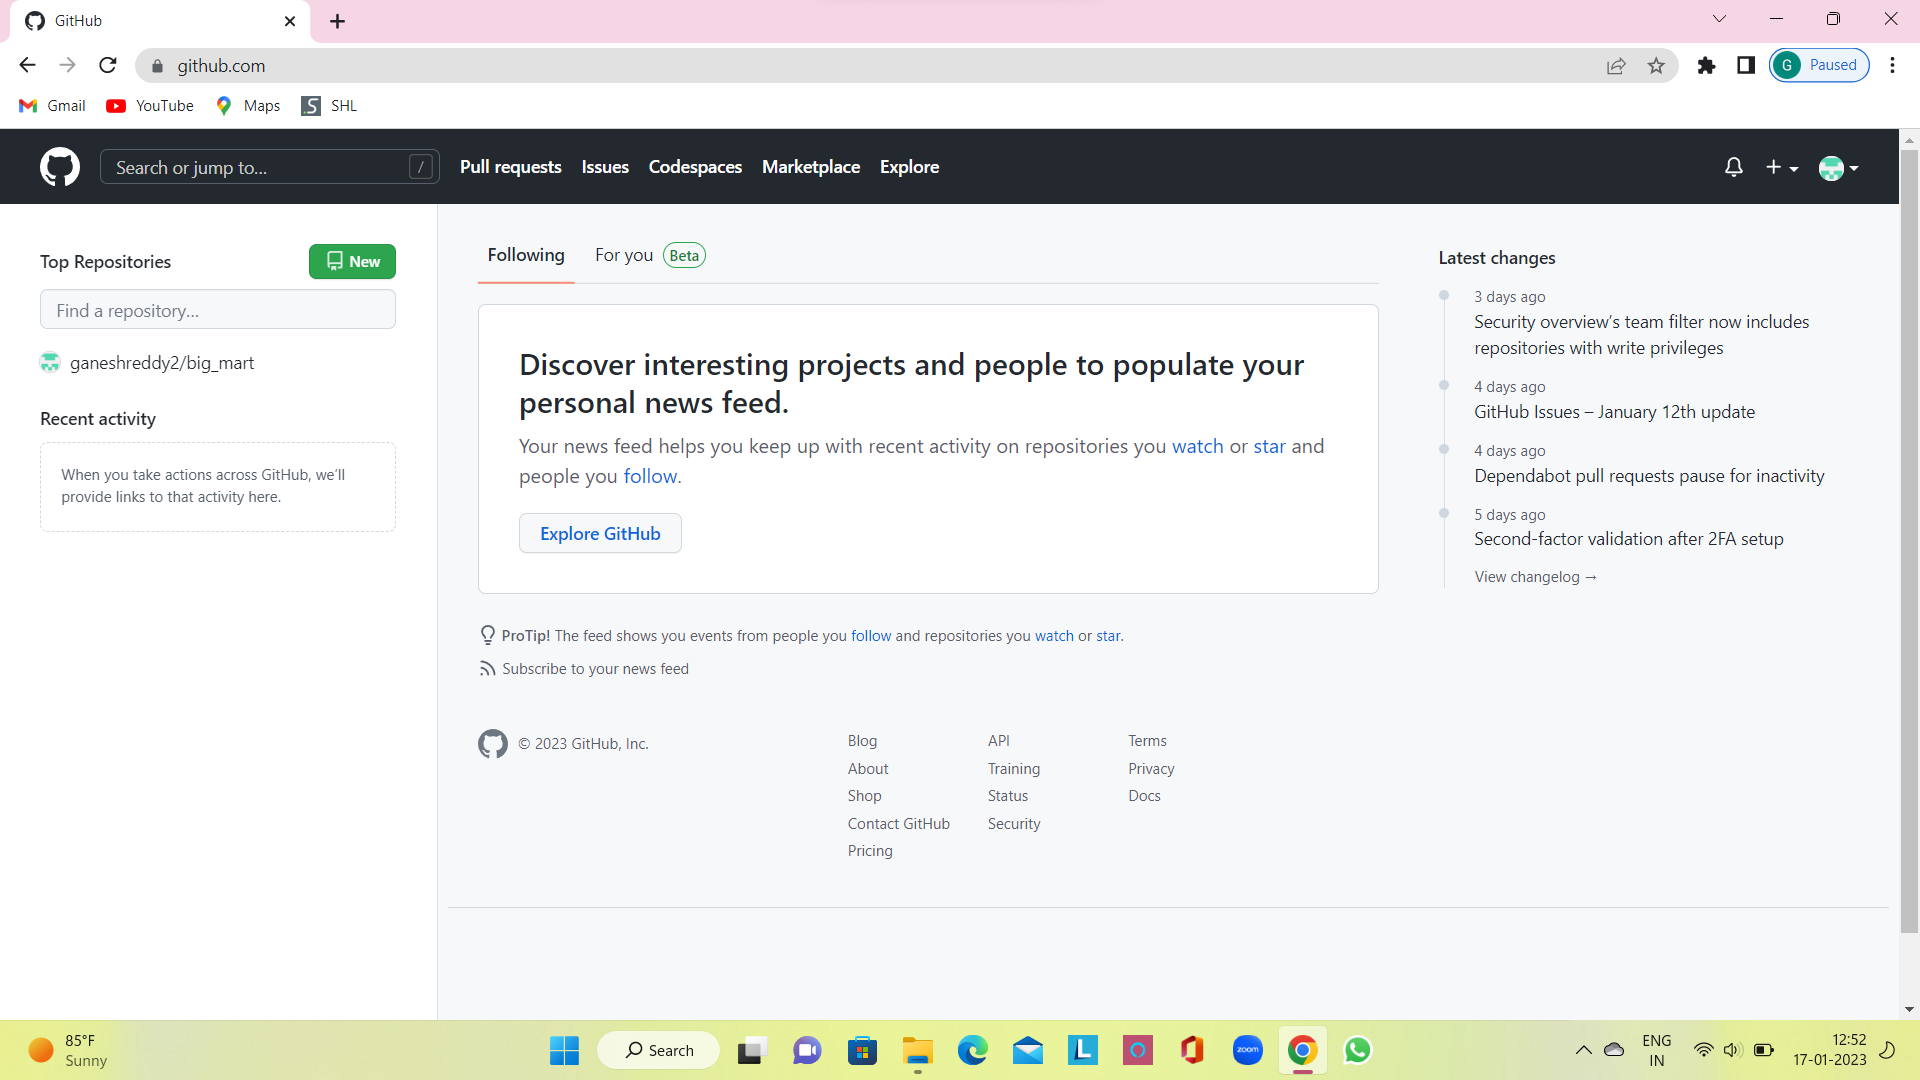 GitHub
github.com
Paused
G
Gmail
YouTube
Maps
S
SHL
Search or jump to...
/
Pull requests
Issues
Codespaces
Marketplace
Explore
Top Repositories
New
Find a repository...
ganeshreddy2/big_mart
Recent activity
When you take actions across GitHub, we’ll
provide links to that activity here.
Following
For you
Beta
Discover interesting projects and people to populate your
personal news feed.
Your news feed helps you keep up with recent activity on repositories you watch or star and
people you follow.
Explore GitHub
ProTip! The feed shows you events from people you follow and repositories you watch or star.
Subscribe to your news feed
Latest changes
3 days ago
Security overview’s team filter now includes
repositories with write privileges
4 days ago
GitHub Issues – January 12th update
4 days ago
Dependabot pull requests pause for inactivity
5 days ago
Second-factor validation after 2FA setup
View changelog →
© 2023 GitHub, Inc.
Blog
About
Shop
Contact GitHub
Pricing
API
Training
Status
Security
Terms
Privacy
Docs
85°F
Sunny
Search
L
zoom
ENG
IN
12:52
17-01-2023